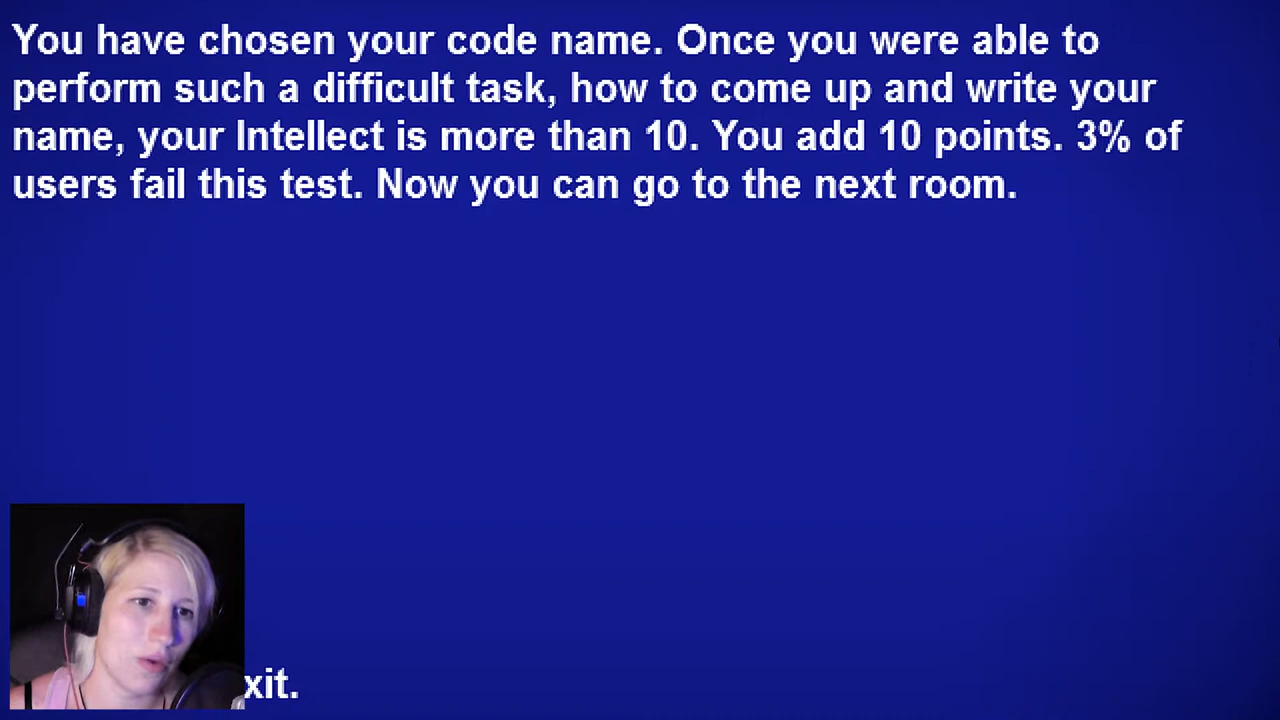 You have chosen your code name. Once you were able to
perform such a difficult task, how to come up and write your
name, your Intellect is more than 10. You add 10 points. 3% of
users fail this test. Now you can go to the next room.
xit.